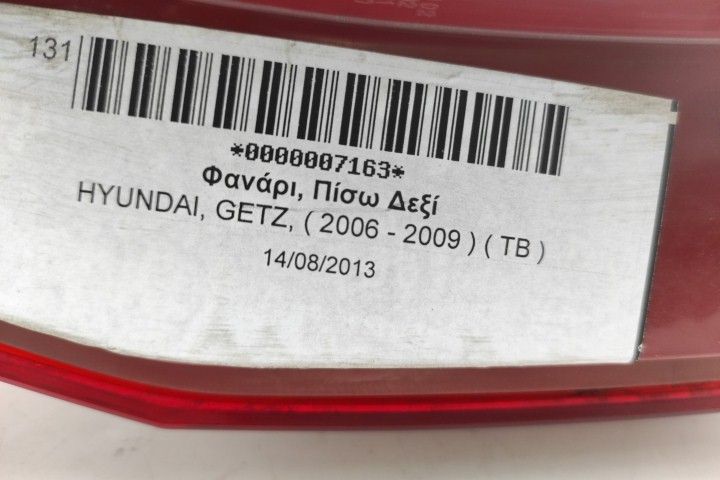 131
*0000007163*
Φανάρι, Πίσω Δεξί
HYUNDAI, GETZ, ( 2006 - 2009 ) ( TB )
14/08/2013